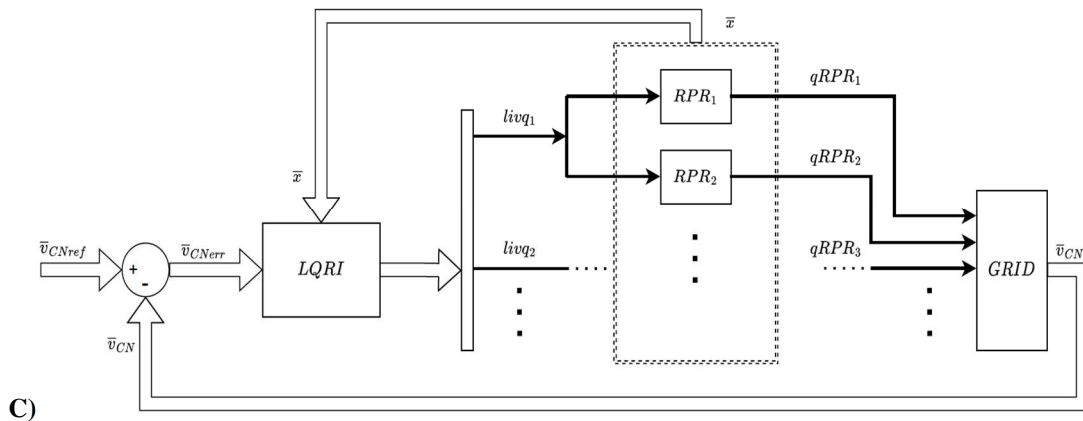 x̅
RPR₁
qRPR₁
livq₁
RPR₂
qRPR₂
x̅
v̅CNref
v̅CNerr
+
-
LQRI
livq₂
qRPR₃
GRID
v̅CN
v̅CN
C)